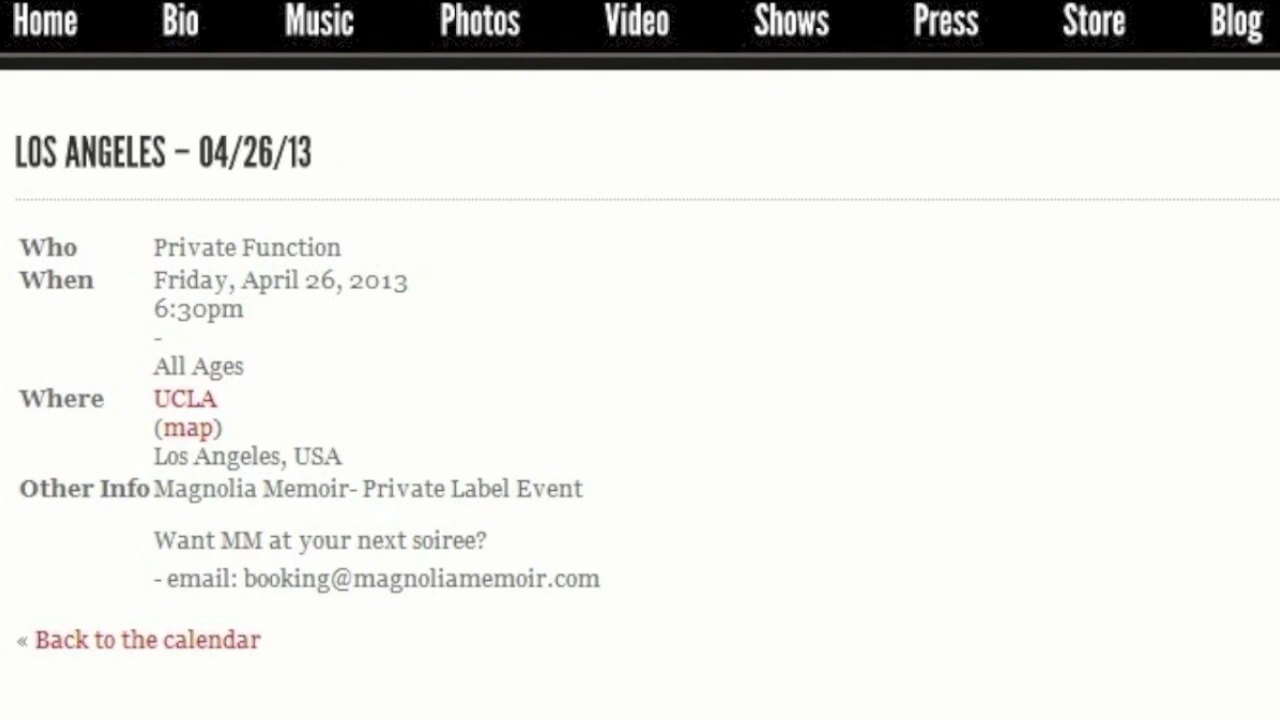 Home Bio Music Photos Video Shows Press Store Blog
LOS ANGELES – 04/26/13
Who Private Function
When Friday, April 26, 2013
6:30pm
-
All Ages
Where UCLA
(map)
Los Angeles, USA
Other Info Magnolia Memoir- Private Label Event
Want MM at your next soiree?
- email: booking@magnoliamemoir.com
« Back to the calendar